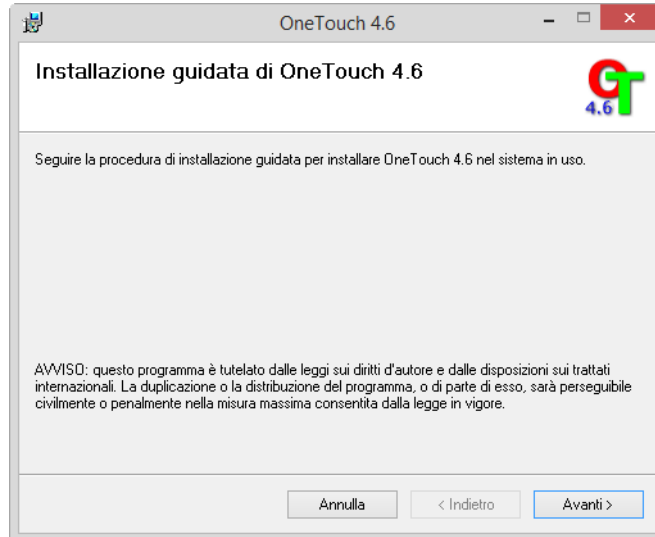 OneTouch 4.6
Installazione guidata di OneTouch 4.6
OT
4.6
Seguire la procedura di installazione guidata per installare OneTouch 4.6 nel sistema in uso.
AVVISO: questo programma è tutelato dalle leggi sui diritti d'autore e dalle disposizioni sui trattati
internazionali. La duplicazione o la distribuzione del programma, o di parte di esso, sarà perseguibile
civilmente o penalmente nella misura massima consentita dalla legge in vigore.
Annulla
< Indietro
Avanti >